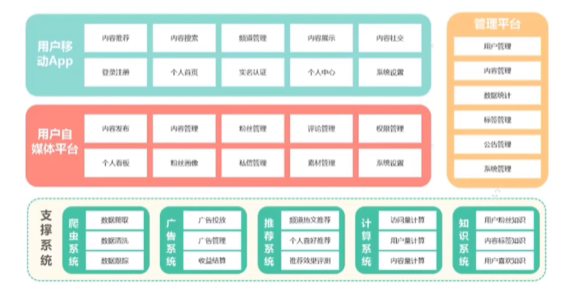 用户移动App
内容推荐
内容搜索
频道管理
内容展示
内容社交
登录注册
个人首页
实名认证
个人中心
系统设置
用户自媒体平台
内容发布
内容管理
粉丝管理
评论管理
权限管理
个人看板
粉丝画像
私信管理
素材管理
系统设置
管理平台
用户管理
内容管理
数据统计
标签管理
公告管理
系统管理
支撑系统
爬虫系统
数据爬取
数据清洗
数据跟踪
广告系统
广告投放
广告管理
收益结算
推荐系统
频道热文推荐
个人喜好推荐
推荐效果评测
计算系统
访问量计算
用户量计算
内容量计算
知识系统
用户粉丝知识
内容标签知识
用户喜欢知识